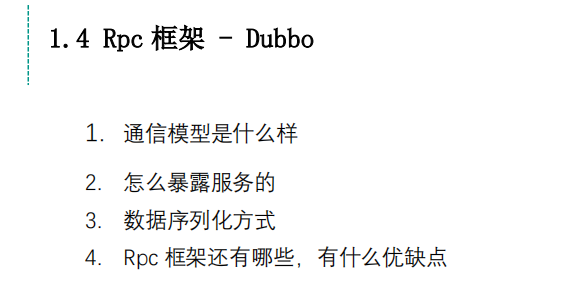 1.4 Rpc 框架 - Dubbo
1. 通信模型是什么样
2. 怎么暴露服务的
3. 数据序列化方式
4. Rpc 框架还有哪些，有什么优缺点